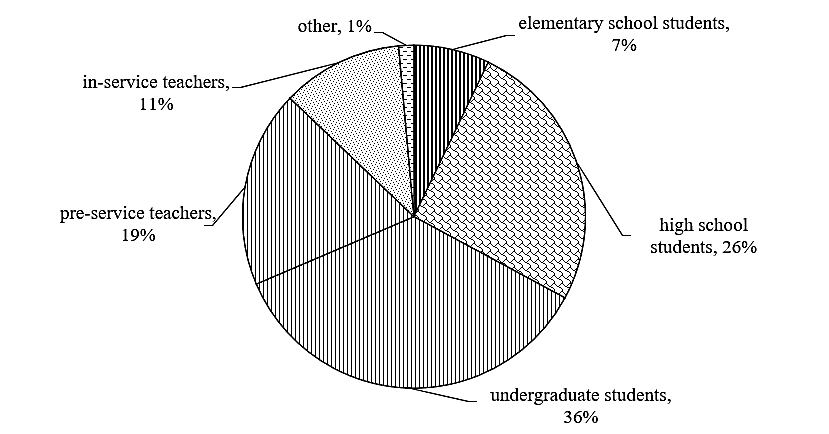 other, 1%
elementary school students,
7%
in-service teachers,
11%
pre-service teachers,
19%
high school
students, 26%
undergraduate students,
36%